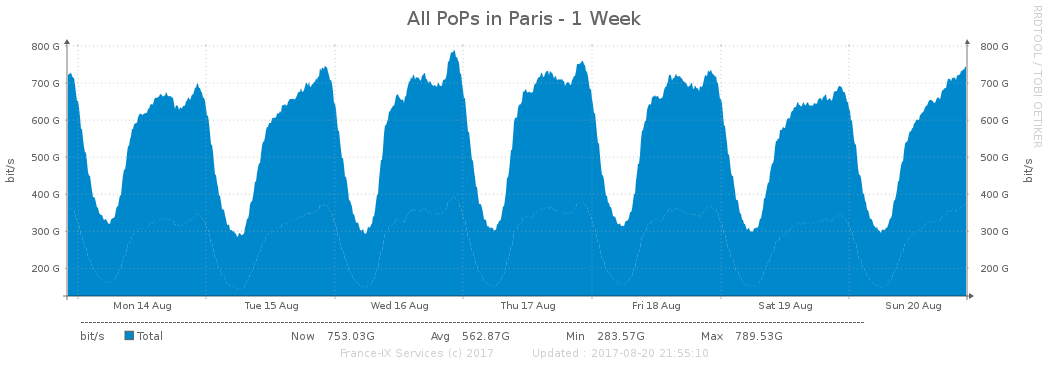 All PoPs in Paris - 1 Week
RRDTOOL / TOBI OETIKER
800 G 800 G
700 G 700 G
600 G 600 G
500 G 500 G
400 G 400 G
300 G 300 G
200 G 200 G
bit/s bit/s
Mon 14 Aug Tue 15 Aug Wed 16 Aug Thu 17 Aug Fri 18 Aug Sat 19 Aug Sun 20 Aug
bit/s Total Now 753.03G Avg 562.87G Min 283.57G Max 789.53G
France-IX Services (c) 2017 Updated : 2017-08-20 21:55:10